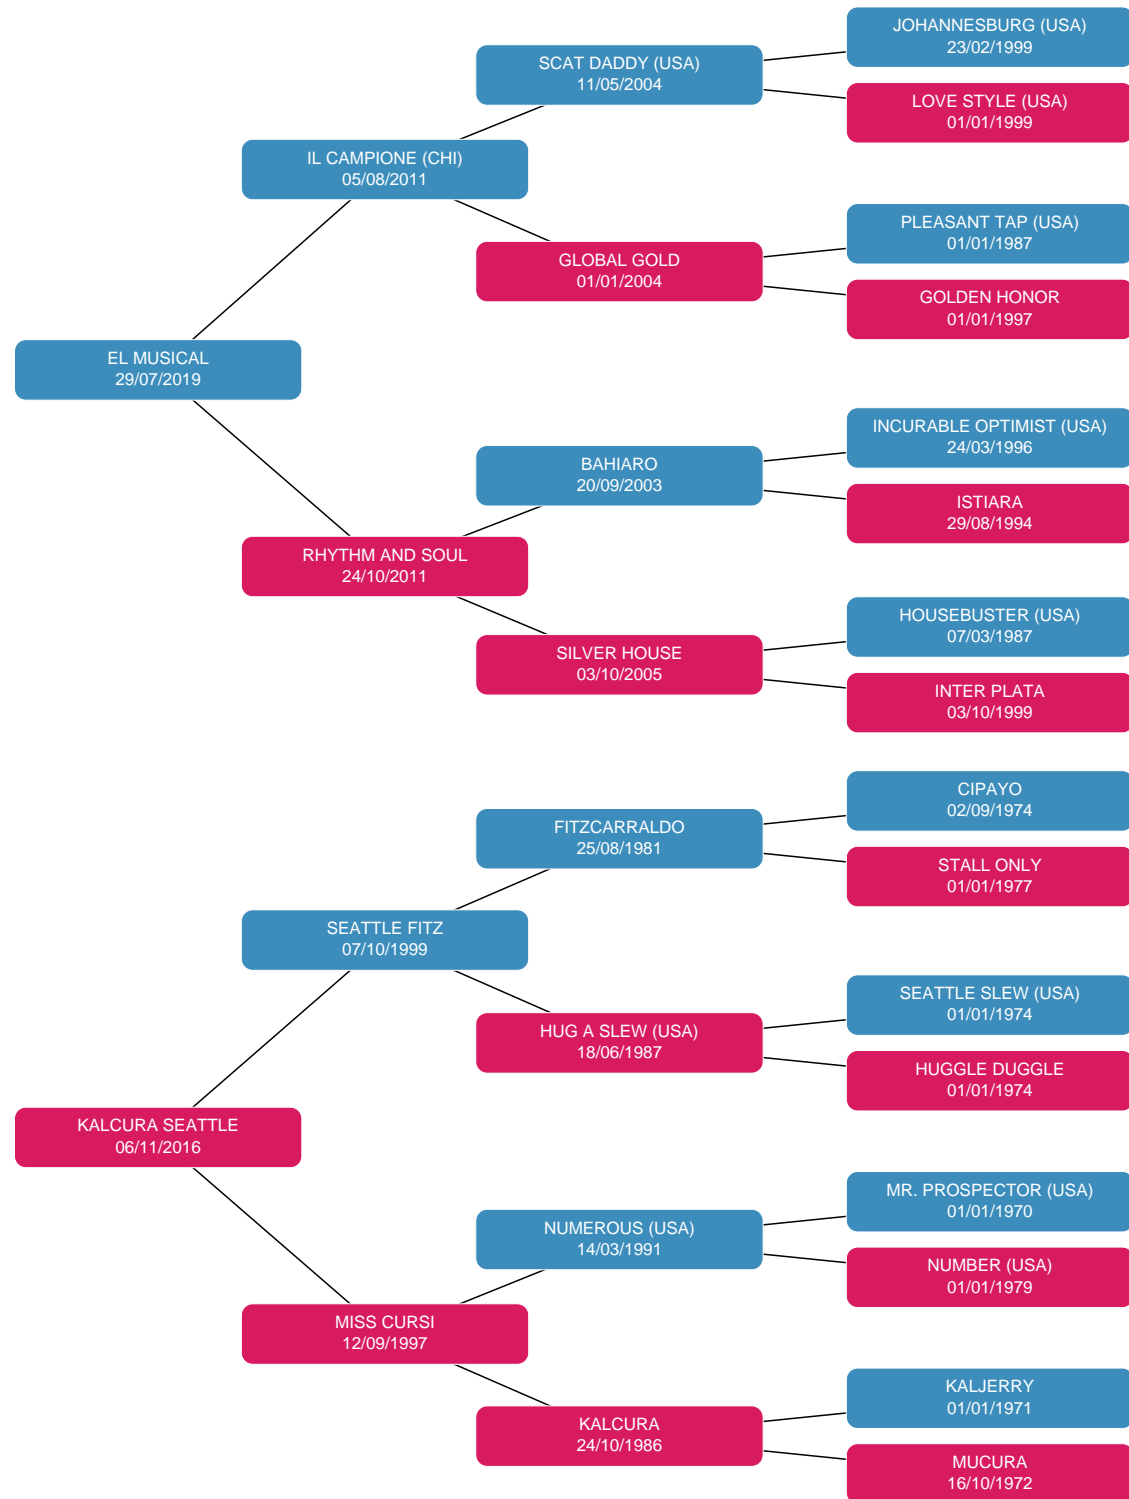 JOHANNESBURG (USA)
23/02/1999
SCAT DADDY (USA)
11/05/2004
LOVE STYLE (USA)
01/01/1999
IL CAMPIONE (CHI)
05/08/2011
PLEASANT TAP (USA)
01/01/1987
GLOBAL GOLD
01/01/2004
GOLDEN HONOR
01/01/1997
EL MUSICAL
29/07/2019
INCURABLE OPTIMIST (USA)
24/03/1996
BAHIARO
20/09/2003
ISTIARA
29/08/1994
RHYTHM AND SOUL
24/10/2011
HOUSEBUSTER (USA)
07/03/1987
SILVER HOUSE
03/10/2005
INTER PLATA
03/10/1999
CIPAYO
02/09/1974
FITZCARRALDO
25/08/1981
STALL ONLY
01/01/1977
SEATTLE FITZ
07/10/1999
SEATTLE SLEW (USA)
01/01/1974
HUG A SLEW (USA)
18/06/1987
HUGGLE DUGGLE
01/01/1974
KALCURA SEATTLE
06/11/2016
MR. PROSPECTOR (USA)
01/01/1970
NUMEROUS (USA)
14/03/1991
NUMBER (USA)
01/01/1979
MISS CURSI
12/09/1997
KALJERRY
01/01/1971
KALCURA
24/10/1986
MUCURA
16/10/1972